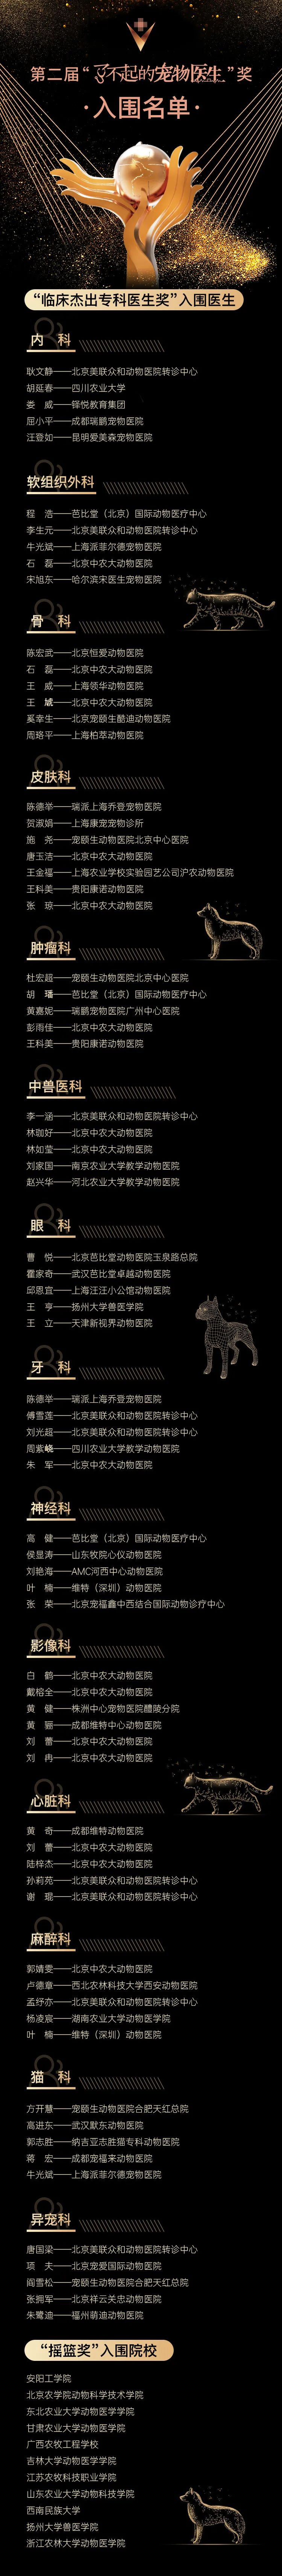 第二届“了不起的宠物医生”奖
·入围名单·
“临床杰出专科医生奖”入围医生
内 科
耿文静——北京美联众和动物医院转诊中心
胡延春——四川农业大学
娄 威——铎悦教育集团
屈小平——成都瑞鹏宠物医院
汪登如——昆明爱美森宠物医院
软组织外科
程 浩——芭比堂（北京）国际动物医疗中心
李生元——北京美联众和动物医院转诊中心
牛光斌——上海派菲尔德宠物医院
石 磊——北京中农大动物医院
宋旭东——哈尔滨宋医生宠物医院
骨 科
陈宏武——北京恒爱动物医院
石 磊——北京中农大动物医院
王 威——上海领华动物医院
王 斌——北京中农大动物医院
奚幸生——北京宠颐生酷迪动物医院
周珞平——上海柏萃动物医院
皮肤科
陈德举——瑞派上海乔登宠物医院
贺淑娟——上海康宠宠物诊所
施 尧——宠颐生动物医院北京中心医院
唐玉洁——北京中农大动物医院
王金福——上海农业学校实验园艺公司沪农动物医院
王科美——贵阳康诺动物医院
张 琼——北京中农大动物医院
肿瘤科
杜宏超——宠颐生动物医院北京中心医院
胡 璠——芭比堂（北京）国际动物医疗中心
黄嘉妮——瑞鹏宠物医院广州中心医院
彭雨佳——北京中农大动物医院
王科美——贵阳康诺动物医院
中兽医科
李一涵——北京美联众和动物医院转诊中心
林珈好——北京中农大动物医院
林如莹——北京中农大动物医院
刘家国——南京农业大学教学动物医院
赵兴华——河北农业大学教学动物医院
眼 科
曹 悦——北京芭比堂动物医院玉泉路总院
霍家奇——武汉芭比堂卓越动物医院
邱恩宜——上海汪汪小公馆动物医院
王 亨——扬州大学兽医学院
王 立——天津新视界动物医院
牙 科
陈德举——瑞派上海乔登宠物医院
傅雪莲——北京美联众和动物医院转诊中心
刘光超——北京美联众和动物医院转诊中心
周紫峣——四川农业大学教学动物医院
朱 军——北京中农大动物医院
神经科
高 健——芭比堂（北京）国际动物医疗中心
侯显涛——山东牧院心仪动物医院
刘艳海——AMC河西中心动物医院
叶 楠——维特（深圳）动物医院
张 荣——北京宠福鑫中西结合国际动物诊疗中心
影像科
白 鹤——北京中农大动物医院
戴榕全——北京中农大动物医院
黄 健——株洲中心宠物医院醴陵分院
黄 骊——成都维特中心动物医院
刘 蕾——北京中农大动物医院
刘 冉——北京中农大动物医院
心脏科
黄 奇——成都维特动物医院
刘 蕾——北京中农大动物医院
陆梓杰——北京中农大动物医院
孙莉苑——北京美联众和动物医院转诊中心
谢 琨——北京美联众和动物医院转诊中心
麻醉科
郭婧雯——北京中农大动物医院
卢德章——西北农林科技大学西安动物医院
孟纾亦——北京美联众和动物医院转诊中心
杨凌宸——湖南农业大学动物医学院
叶 楠——维特（深圳）动物医院
猫 科
方开慧——宠颐生动物医院合肥天红总院
高进东——武汉默东动物医院
郭志胜——纳吉亚志胜猫专科动物医院
蒋 宏——成都宠福来动物医院
牛光斌——上海派菲尔德宠物医院
异宠科
唐国梁——北京美联众和动物医院转诊中心
项 夫——北京宠爱国际动物医院
阎雪松——宠颐生动物医院合肥天红总院
张拥军——北京祥云关忠动物医院
朱鹭迪——福州萌迪动物医院
“摇篮奖”入围院校
安阳工学院
北京农学院动物科学技术学院
东北农业大学动物医学学院
甘肃农业大学动物医学院
广西农牧工程学校
吉林大学动物医学学院
江苏农牧科技职业学院
山东农业大学动物科技学院
西南民族大学
扬州大学兽医学院
浙江农林大学动物医学院